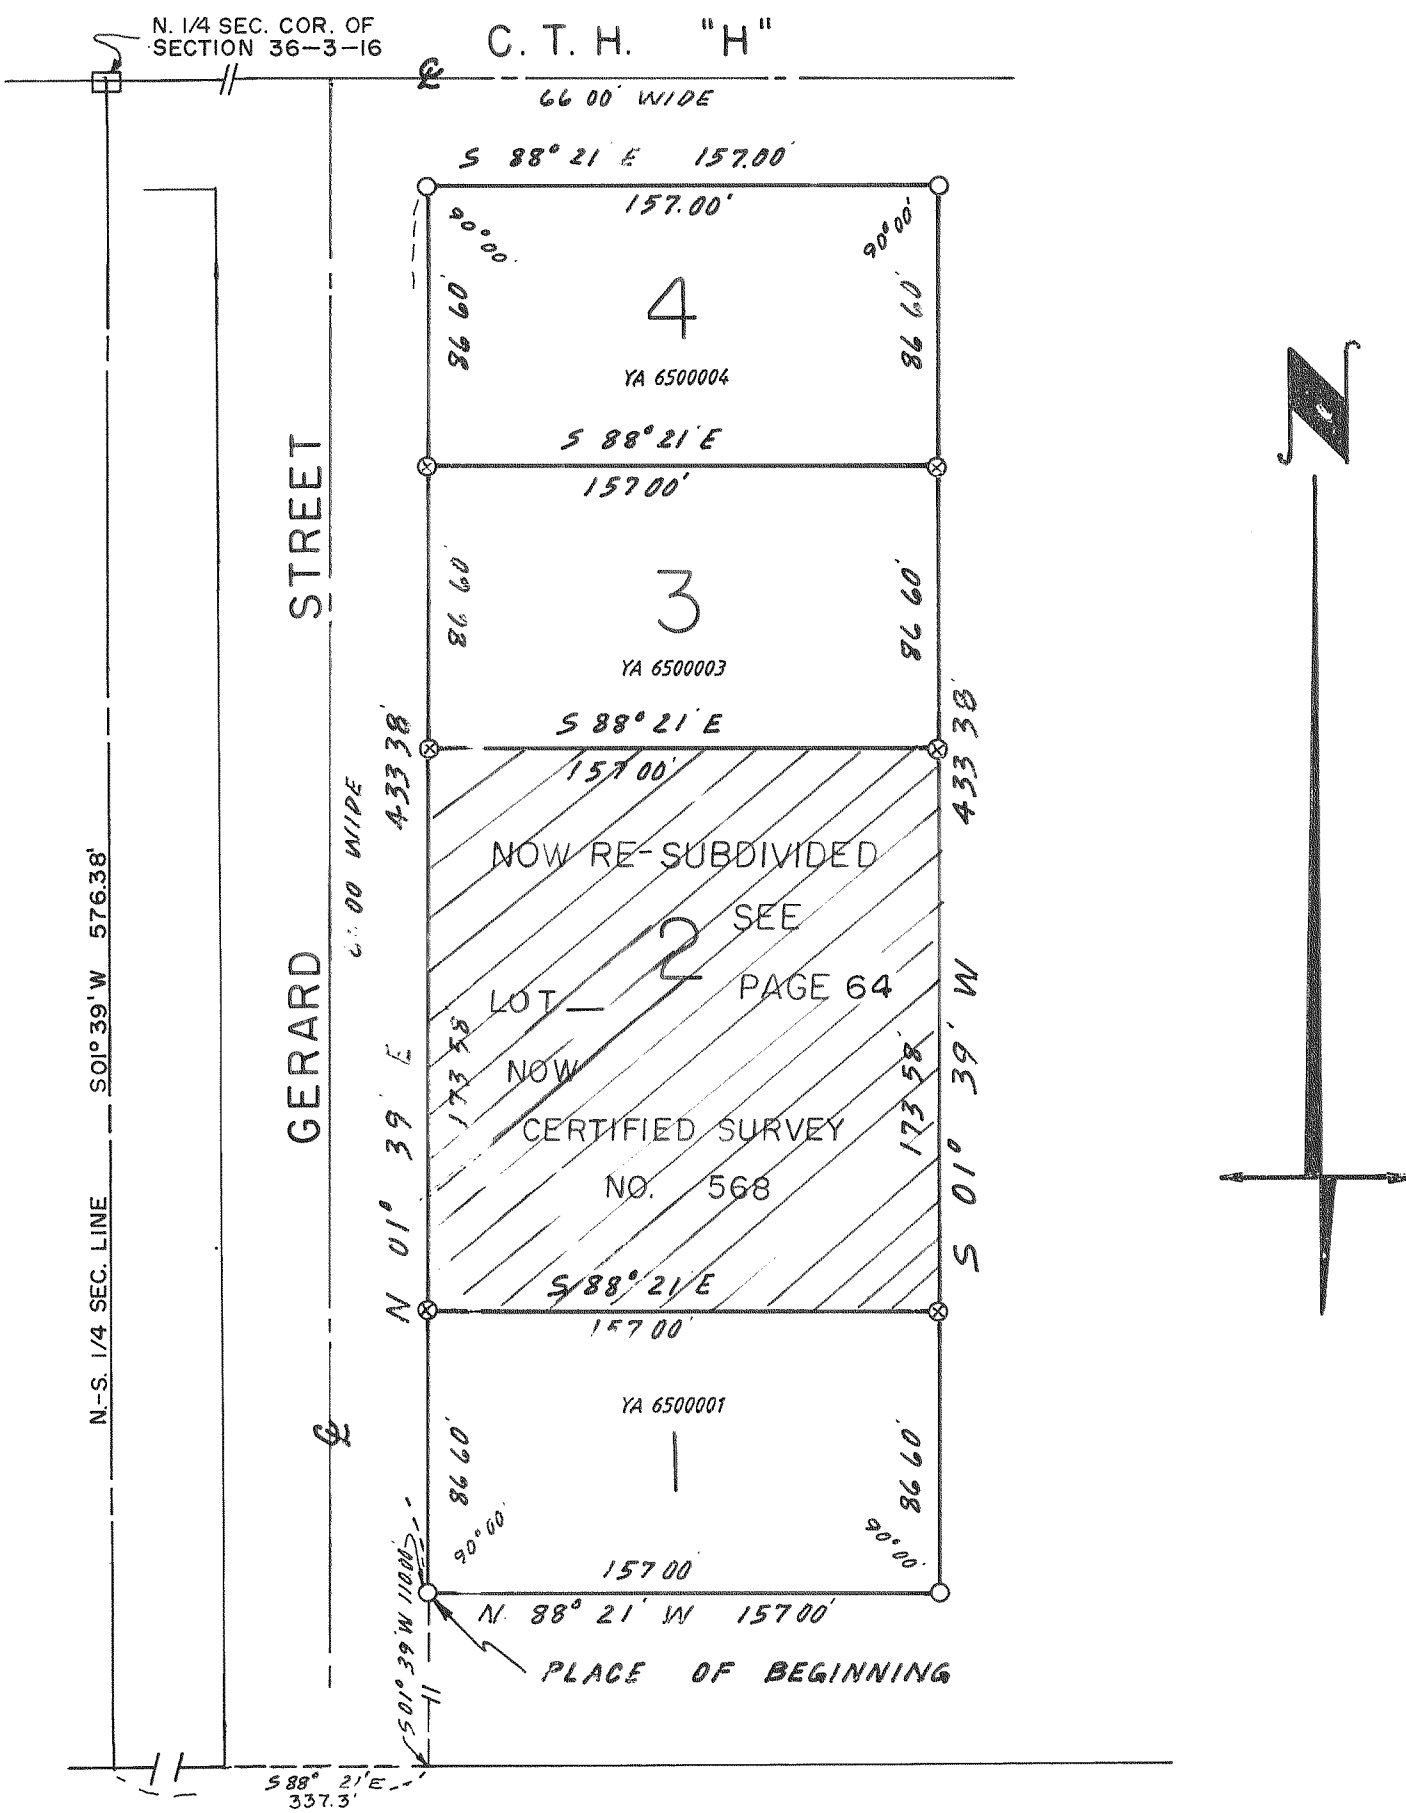 N. 1/4 SEC. COR. OF
SECTION 36-3-16
C. T. H. "H"
66 00' WIDE
S 88° 21' E 157.00'
157.00'
90°00'
90°00'
86 60'
86 60'
4
YA 6500004
S 88° 21' E
157 00'
STREET
86 60'
86 60'
3
YA 6500003
S 88° 21' E
157 00'
433 38'
433 38'
00 WIDE
NOW RE-SUBDIVIDED
2 SEE
LOT — PAGE 64
NOW
CERTIFIED SURVEY
NO. 568
173 58'
173 58'
N 01° 39' E
S 01° 39' W
GERARD
S01° 39' W 576.38'
N.-S. 1/4 SEC. LINE
S 88° 21' E
157 00'
YA 6500001
1
86 60'
86 60'
90° 00'
90° 00'
157 00'
N. 88° 21' W 157 00'
PLACE OF BEGINNING
S 01° 39' W 110.00'
S 88° 21' E
337.3'
N